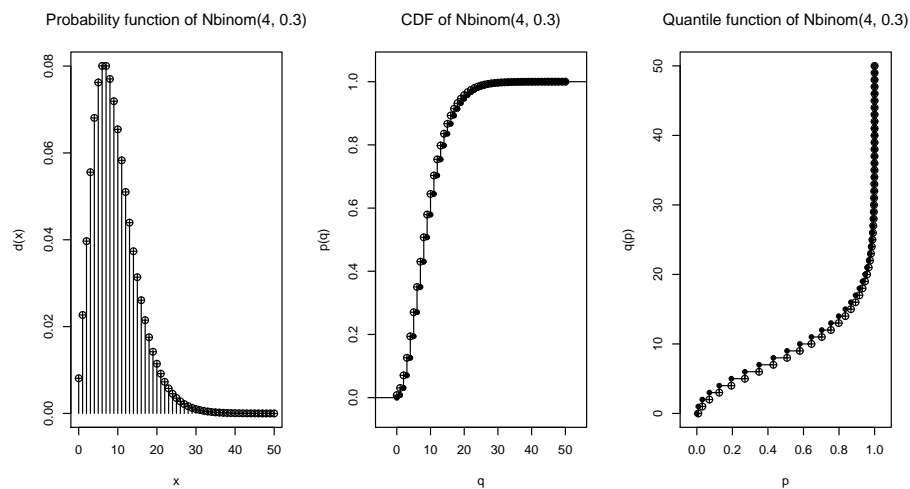 Probability function of Nbinom(4, 0.3)
d(x)
0.08
0.06
0.04
0.02
0.00
0 10 20 30 40 50
x
CDF of Nbinom(4, 0.3)
p(q)
1.0
0.8
0.6
0.4
0.2
0.0
0 10 20 30 40 50
q
Quantile function of Nbinom(4, 0.3)
q(p)
50
40
30
20
10
0
0.0 0.2 0.4 0.6 0.8 1.0
p